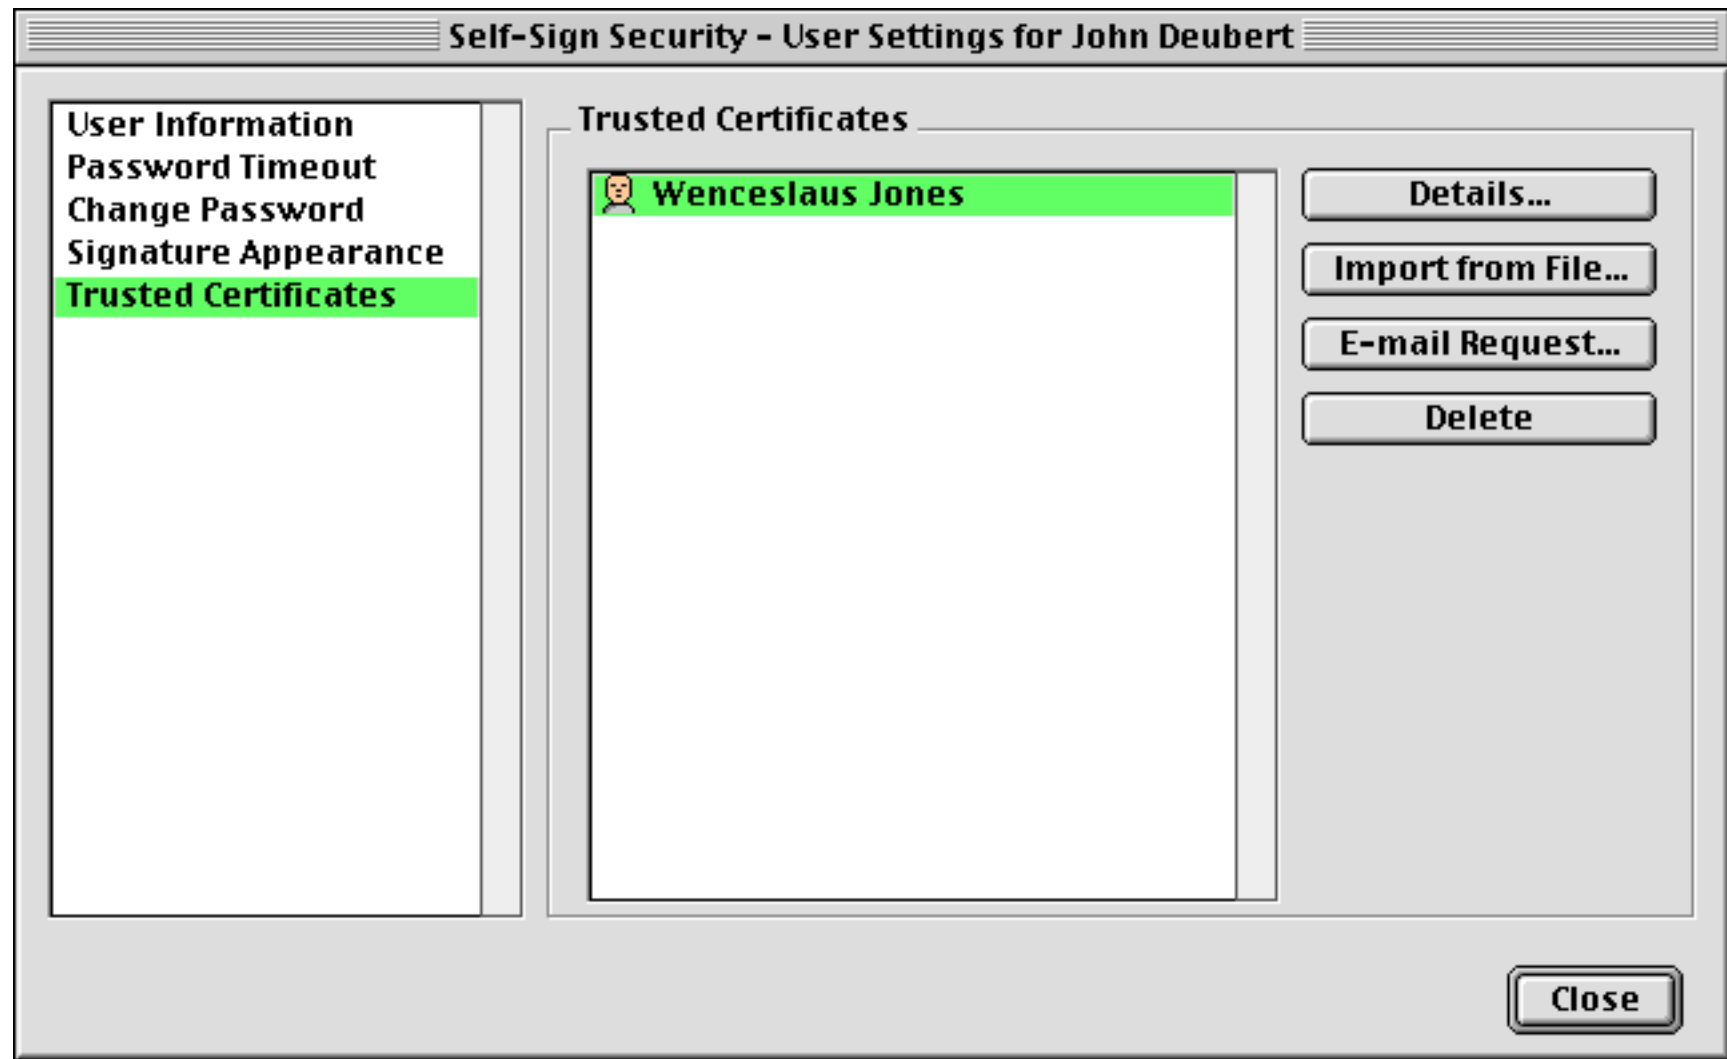 Self-Sign Security - User Settings for John Deubert
User Information
Password Timeout
Change Password
Signature Appearance
Trusted Certificates
Trusted Certificates
Wenceslaus Jones
Details...
Import from File...
E-mail Request...
Delete
Close